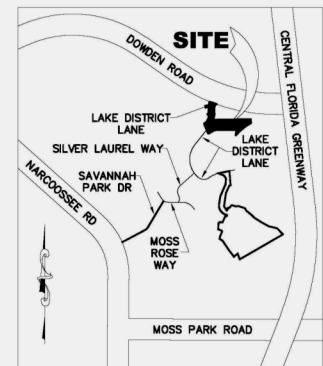 SITE
DOWDEN ROAD
CENTRAL FLORIDA GREENWAY
LAKE DISTRICT
LANE
SILVER LAUREL WAY
LAKE
DISTRICT
LANE
SAVANNAH
PARK DR
NARCOOSSEE RD
MOSS
ROSE
WAY
MOSS PARK ROAD